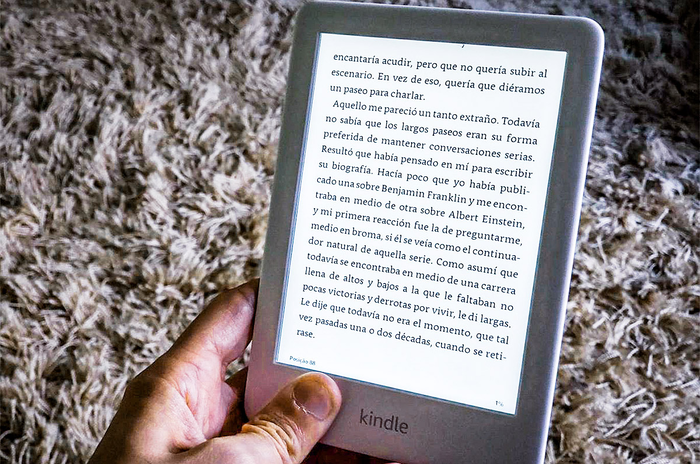 encantaría acudir, pero que no quería subir al
escenario. En vez de eso, quería que diéramos
un paseo para charlar.
Aquello me pareció un tanto extraño. Todavía
no sabía que los largos paseos eran su forma
preferida de mantener conversaciones serias.
Resultó que había pensado en mí para escribir
su biografía. Hacía poco que yo había publi-
cado una sobre Benjamin Franklin y me encon-
traba en medio de otra sobre Albert Einstein,
y mi primera reacción fue la de preguntarme,
medio en broma, si él se veía como el continua-
dor natural de aquella serie. Como asumí que
todavía se encontraba en medio de una carrera
llena de altos y bajos a la que le faltaban no
pocas victorias y derrotas por vivir, le di largas.
Le dije que todavía no era el momento, que tal
vez pasadas una o dos décadas, cuando se reti-
rase.
1%
kindle